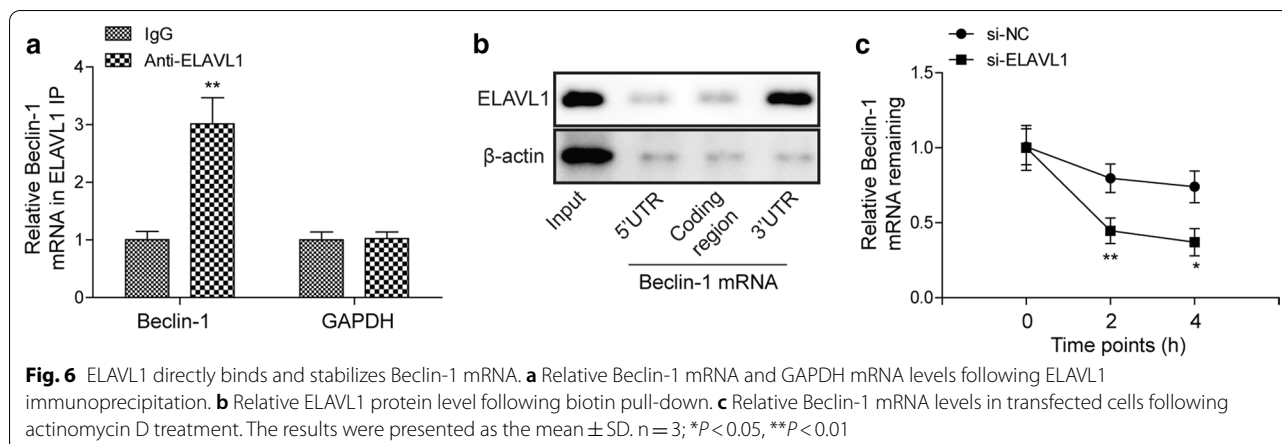 a
IgG
Anti-ELAVL1
Relative Beclin-1
mRNA in ELAVL1 IP
5
4
3
2
1
0
**
Beclin-1
GAPDH
b
ELAVL1
β-actin
Input
5'UTR
Coding
region
3'UTR
Beclin-1 mRNA
c
si-NC
si-ELAVL1
Relative Beclin-1
mRNA remaining
1.5
1.0
0.5
0.0
**
*
0
2
4
Time points (h)
Fig. 6 ELAVL1 directly binds and stabilizes Beclin-1 mRNA. a Relative Beclin-1 mRNA and GAPDH mRNA levels following ELAVL1
immunoprecipitation. b Relative ELAVL1 protein level following biotin pull-down. c Relative Beclin-1 mRNA levels in transfected cells following
actinomycin D treatment. The results were presented as the mean ± SD. n = 3; *P < 0.05, **P < 0.01